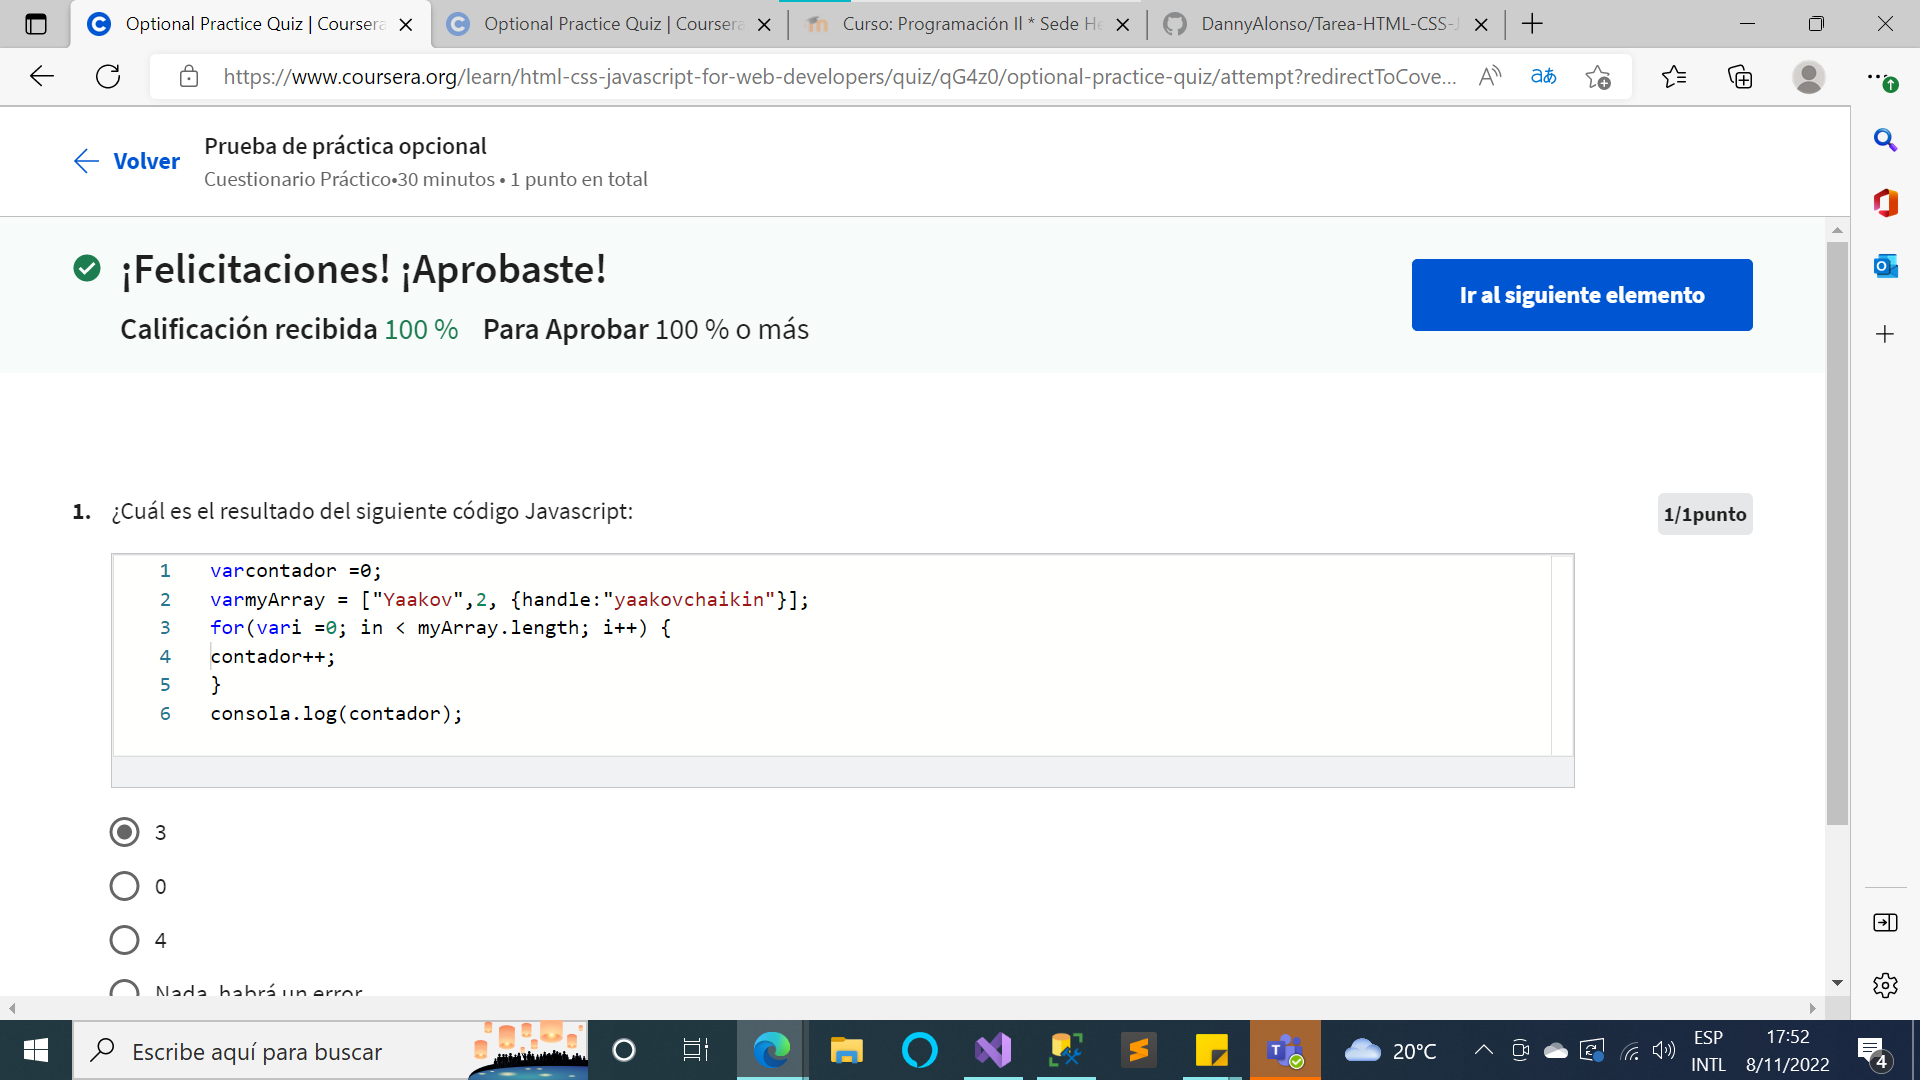 Optional Practice Quiz | Coursera
Optional Practice Quiz | Coursera
Curso: Programación II * Sede He
DannyAlonso/Tarea-HTML-CSS-J
https://www.coursera.org/learn/html-css-javascript-for-web-developers/quiz/qG4z0/optional-practice-quiz/attempt?redirectToCove...
Volver
Prueba de práctica opcional
Cuestionario Práctico•30 minutos • 1 punto en total
¡Felicitaciones! ¡Aprobaste!
Calificación recibida 100 % Para Aprobar 100 % o más
Ir al siguiente elemento
1. ¿Cuál es el resultado del siguiente código Javascript:
1/1punto
1 varcontador =0;
2 varmyArray = ["Yaakov",2, {handle:"yaakovchaikin"}];
3 for(vari =0; in < myArray.length; i++) {
4 contador++;
5 }
6 consola.log(contador);
3
0
4
Nada, habrá un error
Escribe aquí para buscar
20°C
ESP
INTL
17:52
8/11/2022
4